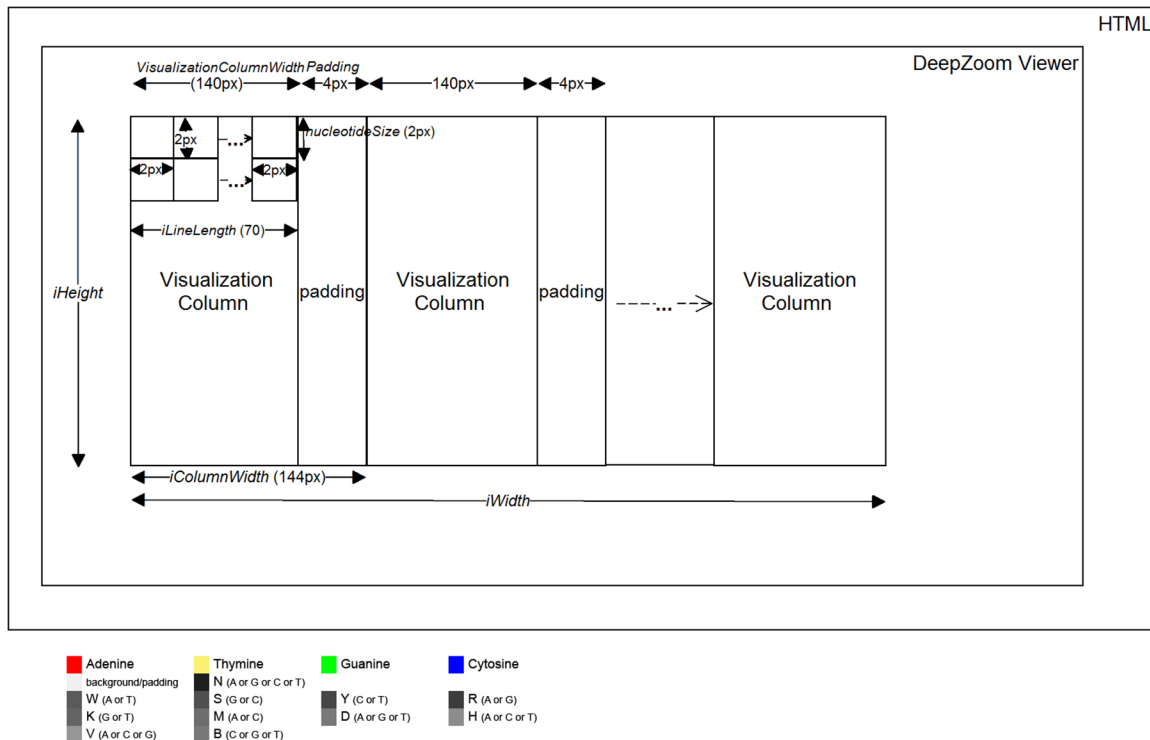 HTML
DeepZoom Viewer
VisualizationColumnWidth Padding
(140px) 4px 140px 4px
2px ... nucleotideSize (2px)
2px ... 2px
iLineLength (70)
iHeight
Visualization Column
padding
Visualization Column
padding
...
Visualization Column
iColumnWidth (144px)
iWidth
Adenine Thymine Guanine Cytosine
background/padding N (A or G or C or T)
W (A or T) S (G or C) Y (C or T) R (A or G)
K (G or T) M (A or C) D (A or G or T) H (A or C or T)
V (A or C or G) B (C or G or T)